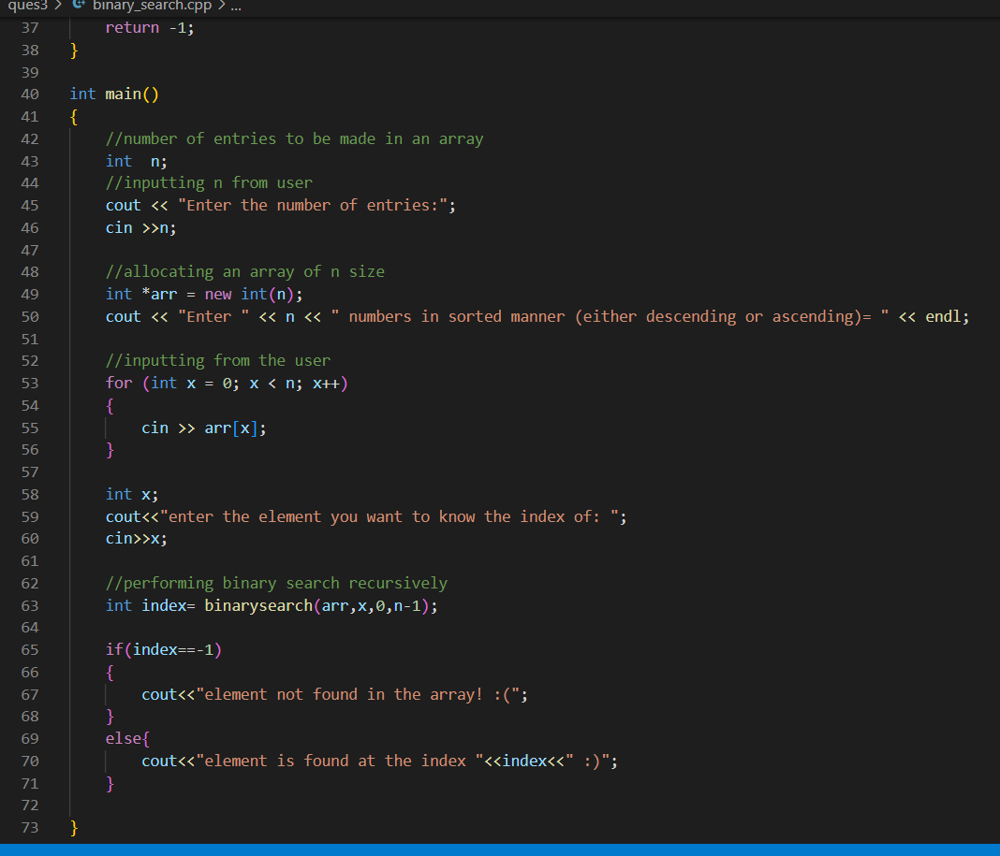 ques3 > binary_search.cpp > ...
37 return -1;
38 }
39
40 int main()
41 {
42 //number of entries to be made in an array
43 int  n;
44 //inputting n from user
45 cout << "Enter the number of entries:";
46 cin >>n;
47
48 //allocating an array of n size
49 int *arr = new int(n);
50 cout << "Enter " << n << " numbers in sorted manner (either descending or ascending)= " << endl;
51
52 //inputting from the user
53 for (int x = 0; x < n; x++)
54 {
55 cin >> arr[x];
56 }
57
58 int x;
59 cout<<"enter the element you want to know the index of: ";
60 cin>>x;
61
62 //performing binary search recursively
63 int index= binarysearch(arr,x,0,n-1);
64
65 if(index==-1)
66 {
67 cout<<"element not found in the array! :(";
68 }
69 else{
70 cout<<"element is found at the index "<<index<<" :)";
71 }
72
73 }